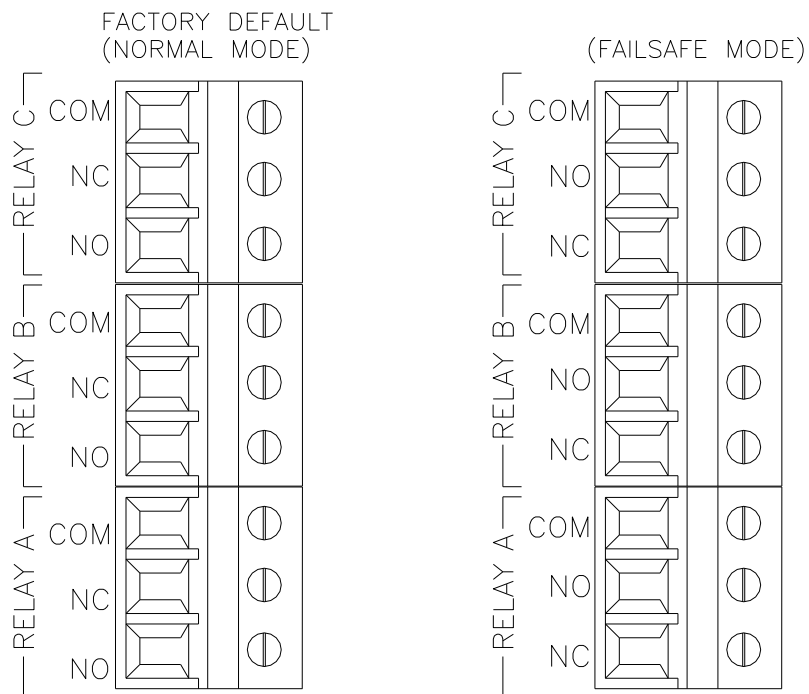 FACTORY DEFAULT
(NORMAL MODE)
RELAY C
COM
NC
NO
RELAY B
COM
NC
NO
RELAY A
COM
NC
NO
(FAILSAFE MODE)
RELAY C
COM
NO
NC
RELAY B
COM
NO
NC
RELAY A
COM
NO
NC